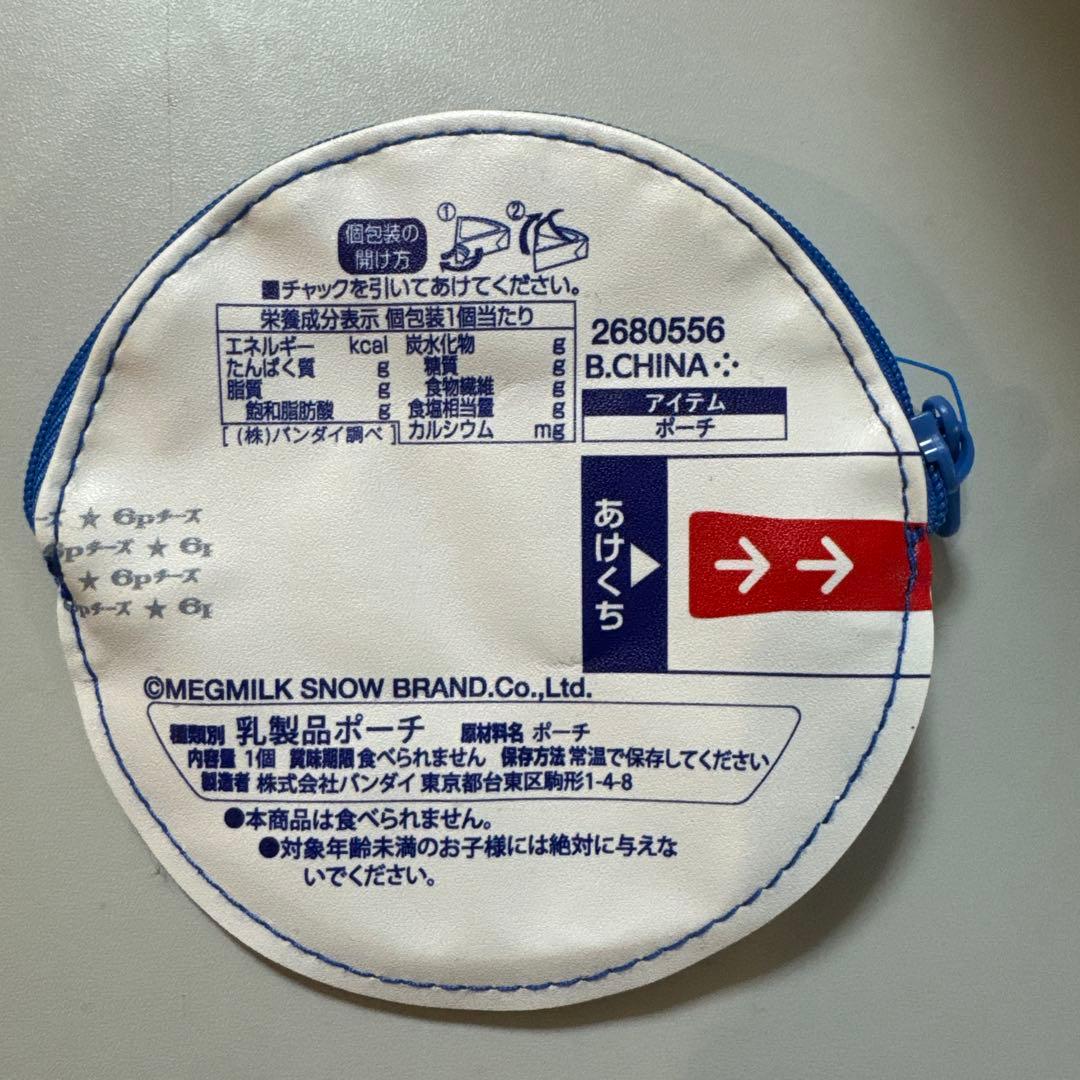 個包装の
開け方
① ②
■チャックを引いてあけてください。
栄養成分表示 個包装1個当たり
エネルギー kcal 炭水化物 g
たんぱく質 g 糖質 g
脂質 g 食物繊維 g
飽和脂肪酸 g 食塩相当量 g
[ (株)バンダイ調べ ] カルシウム mg
2680556
B.CHINA
アイテム
ポーチ
あけくち
★ 6pチーズ
6pチーズ ★
★ 6pチーズ
pチーズ ★
©MEGMILK SNOW BRAND.Co.,Ltd.
種類別 乳製品ポーチ 原材料名 ポーチ
内容量 1個 賞味期限 食べられません 保存方法 常温で保存してください
製造者 株式会社バンダイ 東京都台東区駒形1-4-8
●本商品は食べられません。
●対象年齢未満のお子様には絶対に与えな
いでください。